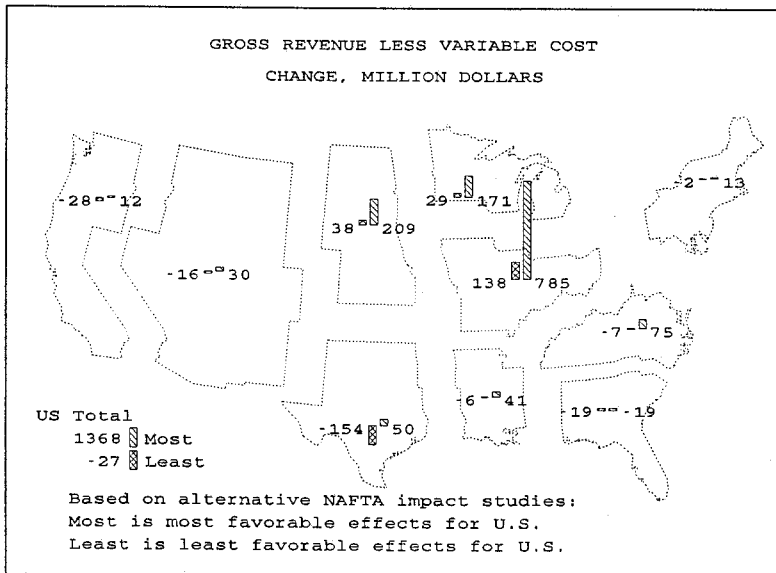 GROSS REVENUE LESS VARIABLE COST
CHANGE, MILLION DOLLARS
-28 12
-16 30
38 209
29 171
-2 13
138 785
-7 75
-154 50
-6 41
-19 -19
US Total
1368 Most
-27 Least
Based on alternative NAFTA impact studies:
Most is most favorable effects for U.S.
Least is least favorable effects for U.S.